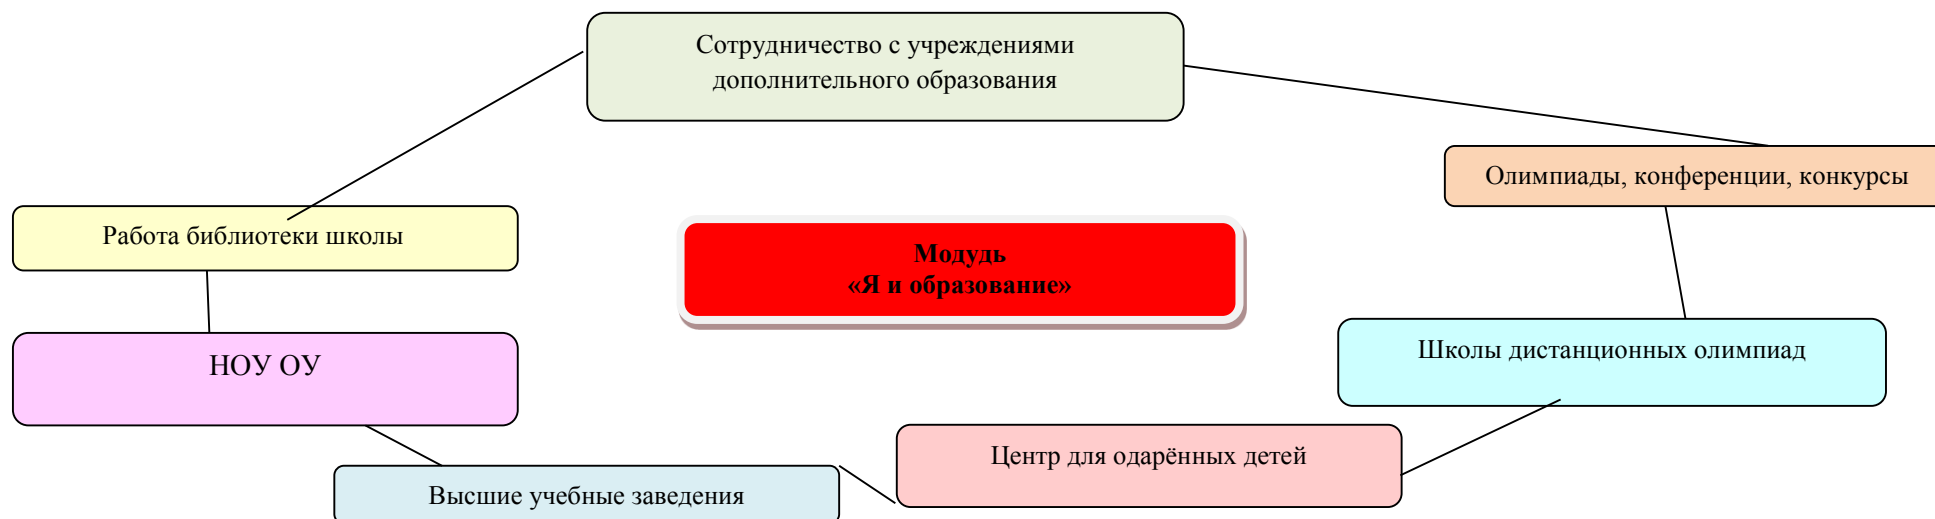 Сотрудничество с учреждениями
дополнительного образования
Олимпиады, конференции, конкурсы
Работа библиотеки школы
Модудь
«Я и образование»
Школы дистанционных олимпиад
НОУ ОУ
Центр для одарённых детей
Высшие учебные заведения